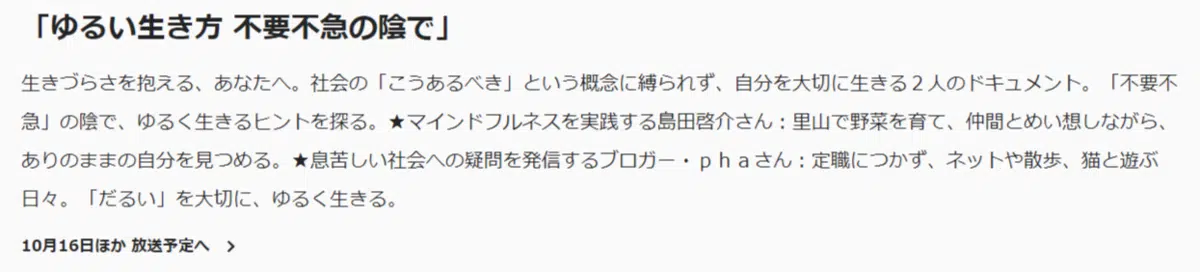 「ゆるい生き方 不要不急の陰で」
生きづらさを抱える、あなたへ。社会の「こうあるべき」という概念に縛られず、自分を大切に生きる２人のドキュメント。「不要不
急」の陰で、ゆるく生きるヒントを探る。★マインドフルネスを実践する島田啓介さん：里山で野菜を育て、仲間とめい想しながら、
ありのままの自分を見つめる。★息苦しい社会への疑問を発信するブロガー・ｐｈａさん：定職につかず、ネットや散歩、猫と遊ぶ
日々。「だるい」を大切に、ゆるく生きる。
10月16日ほか 放送予定へ >